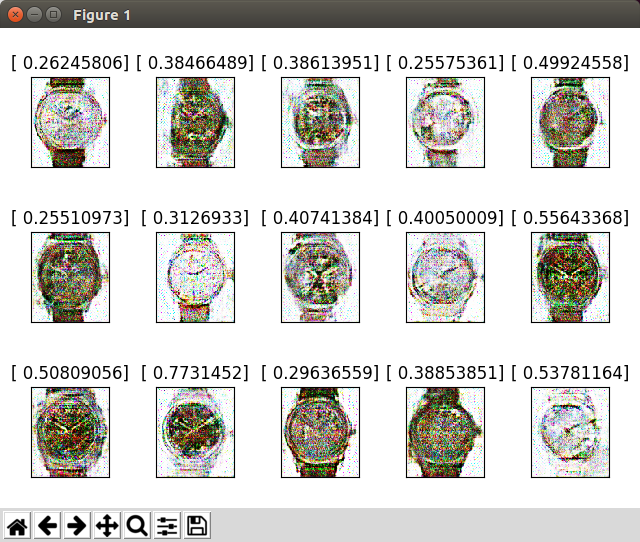 Figure 1
[ 0.26245806] [ 0.38466489] [ 0.38613951] [ 0.25575361] [ 0.49924558]
[ 0.25510973] [ 0.3126933] [ 0.40741384] [ 0.40050009] [ 0.55643368]
[ 0.50809056] [ 0.7731452] [ 0.29636559] [ 0.38853851] [ 0.53781164]